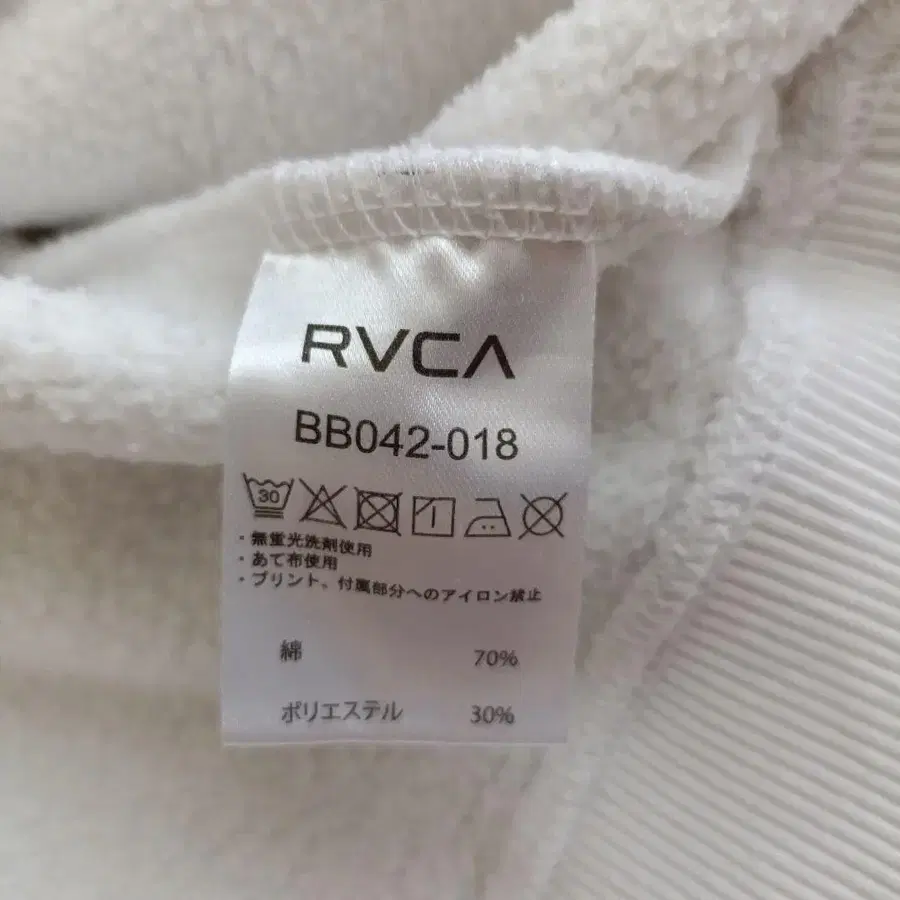 RVCA
BB042-018
30
・無蛍光洗剤使用
・あて布使用
・プリント、付属部分へのアイロン禁止
綿 70%
ポリエステル 30%